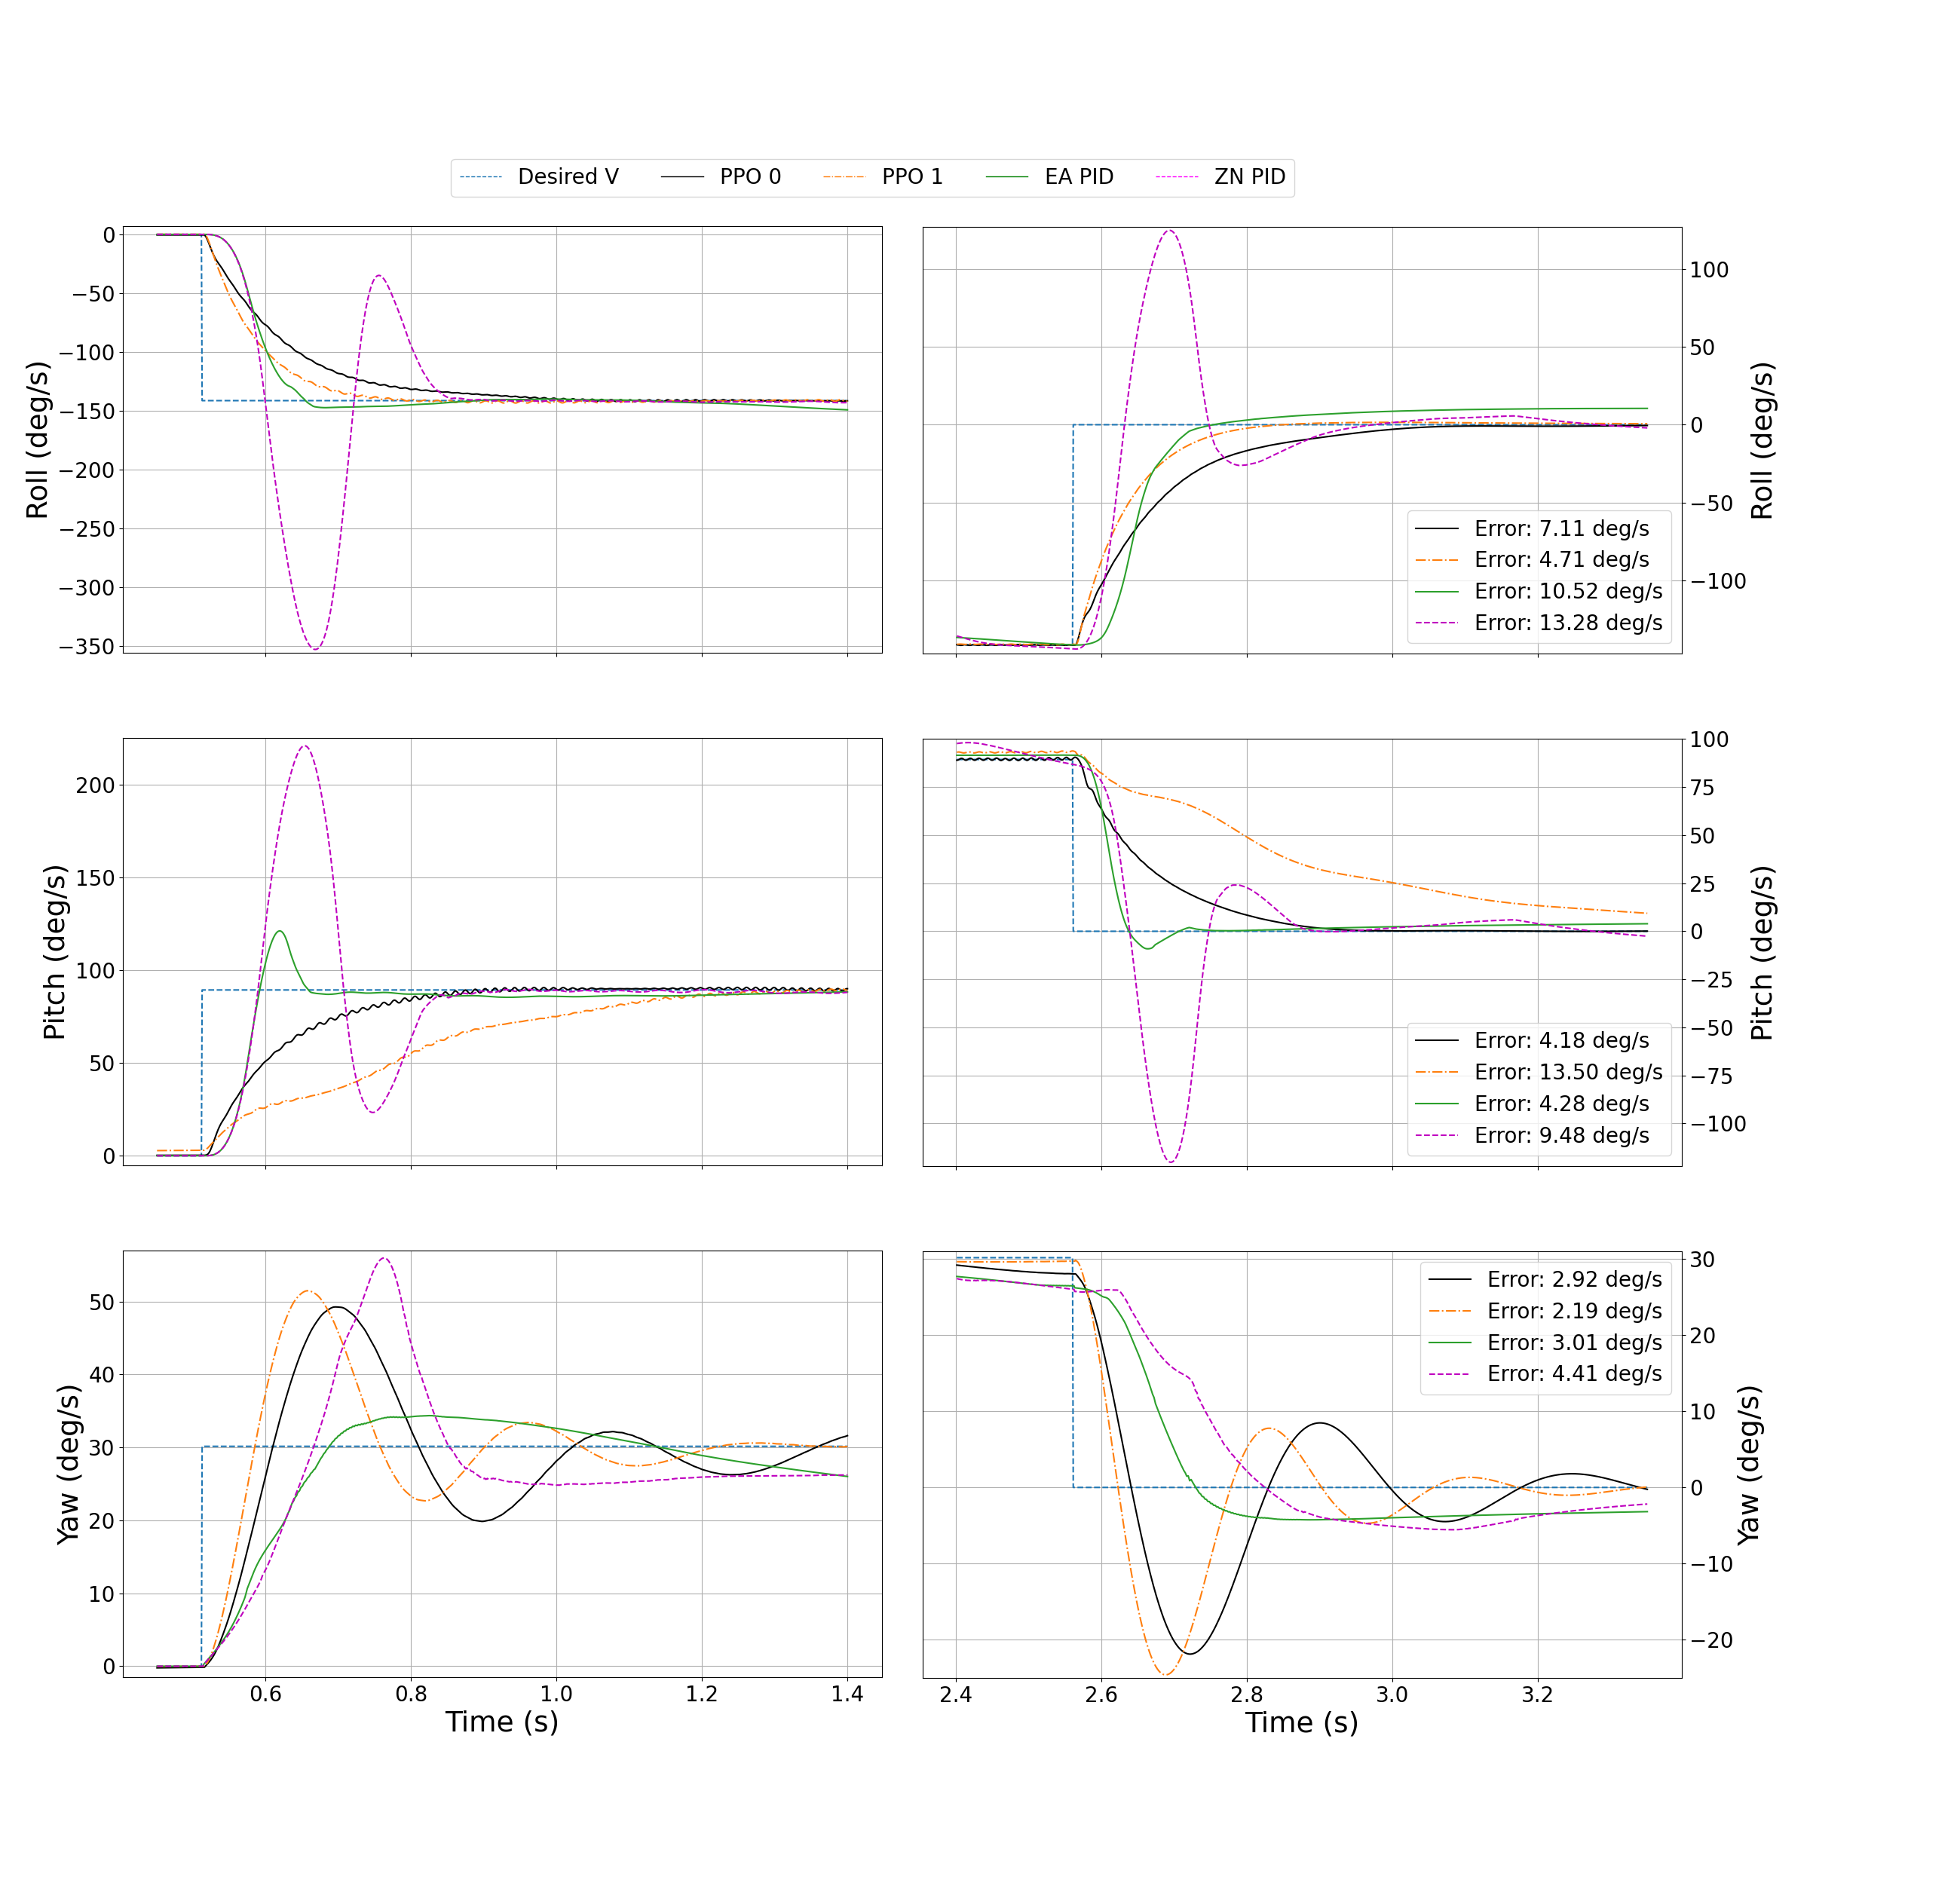 Desired V PPO 0 PPO 1 EA PID ZN PID
Roll (deg/s)
0
−50
−100
−150
−200
−250
−300
−350
100
50
0
−50
−100
Roll (deg/s)
Error: 7.11 deg/s
Error: 4.71 deg/s
Error: 10.52 deg/s
Error: 13.28 deg/s
Pitch (deg/s)
200
150
100
50
0
100
75
50
25
0
−25
−50
−75
−100
Pitch (deg/s)
Error: 4.18 deg/s
Error: 13.50 deg/s
Error: 4.28 deg/s
Error: 9.48 deg/s
Yaw (deg/s)
50
40
30
20
10
0
0.6 0.8 1.0 1.2 1.4
Time (s)
30
20
10
0
−10
−20
Yaw (deg/s)
Error: 2.92 deg/s
Error: 2.19 deg/s
Error: 3.01 deg/s
Error: 4.41 deg/s
2.4 2.6 2.8 3.0 3.2
Time (s)